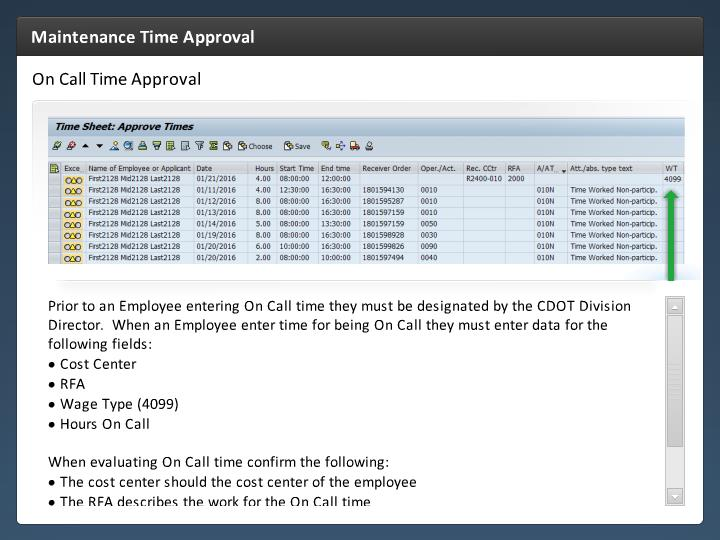 Maintenance Time Approval
On Call Time Approval
Time Sheet: Approve Times
Choose Save
Exce_ Name of Employee or Applicant Date Hours Start Time End time Receiver Order Oper./Act. Rec. CCtr RFA A/AT_ Att./abs. type text WT
First2128 Mid2128 Last2128 01/21/2016 4.00 08:00:00 12:00:00 R2400-010 2000 4099
First2128 Mid2128 Last2128 01/11/2016 4.00 12:30:00 16:30:00 1801594130 0010 010N Time Worked Non-particip.
First2128 Mid2128 Last2128 01/12/2016 8.00 08:00:00 16:30:00 1801595287 0010 010N Time Worked Non-particip.
First2128 Mid2128 Last2128 01/13/2016 8.00 08:00:00 16:30:00 1801597159 0010 010N Time Worked Non-particip.
First2128 Mid2128 Last2128 01/14/2016 5.00 08:00:00 13:30:00 1801597159 0050 010N Time Worked Non-particip.
First2128 Mid2128 Last2128 01/19/2016 8.00 08:00:00 16:30:00 1801598929 0030 010N Time Worked Non-particip.
First2128 Mid2128 Last2128 01/20/2016 6.00 10:00:00 16:30:00 1801599826 0090 010N Time Worked Non-particip.
First2128 Mid2128 Last2128 01/20/2016 2.00 08:00:00 10:00:00 1801597494 0040 010N Time Worked Non-particip.
Prior to an Employee entering On Call time they must be designated by the CDOT Division
Director. When an Employee enter time for being On Call they must enter data for the
following fields:
• Cost Center
• RFA
• Wage Type (4099)
• Hours On Call
When evaluating On Call time confirm the following:
• The cost center should the cost center of the employee
• The RFA describes the work for the On Call time